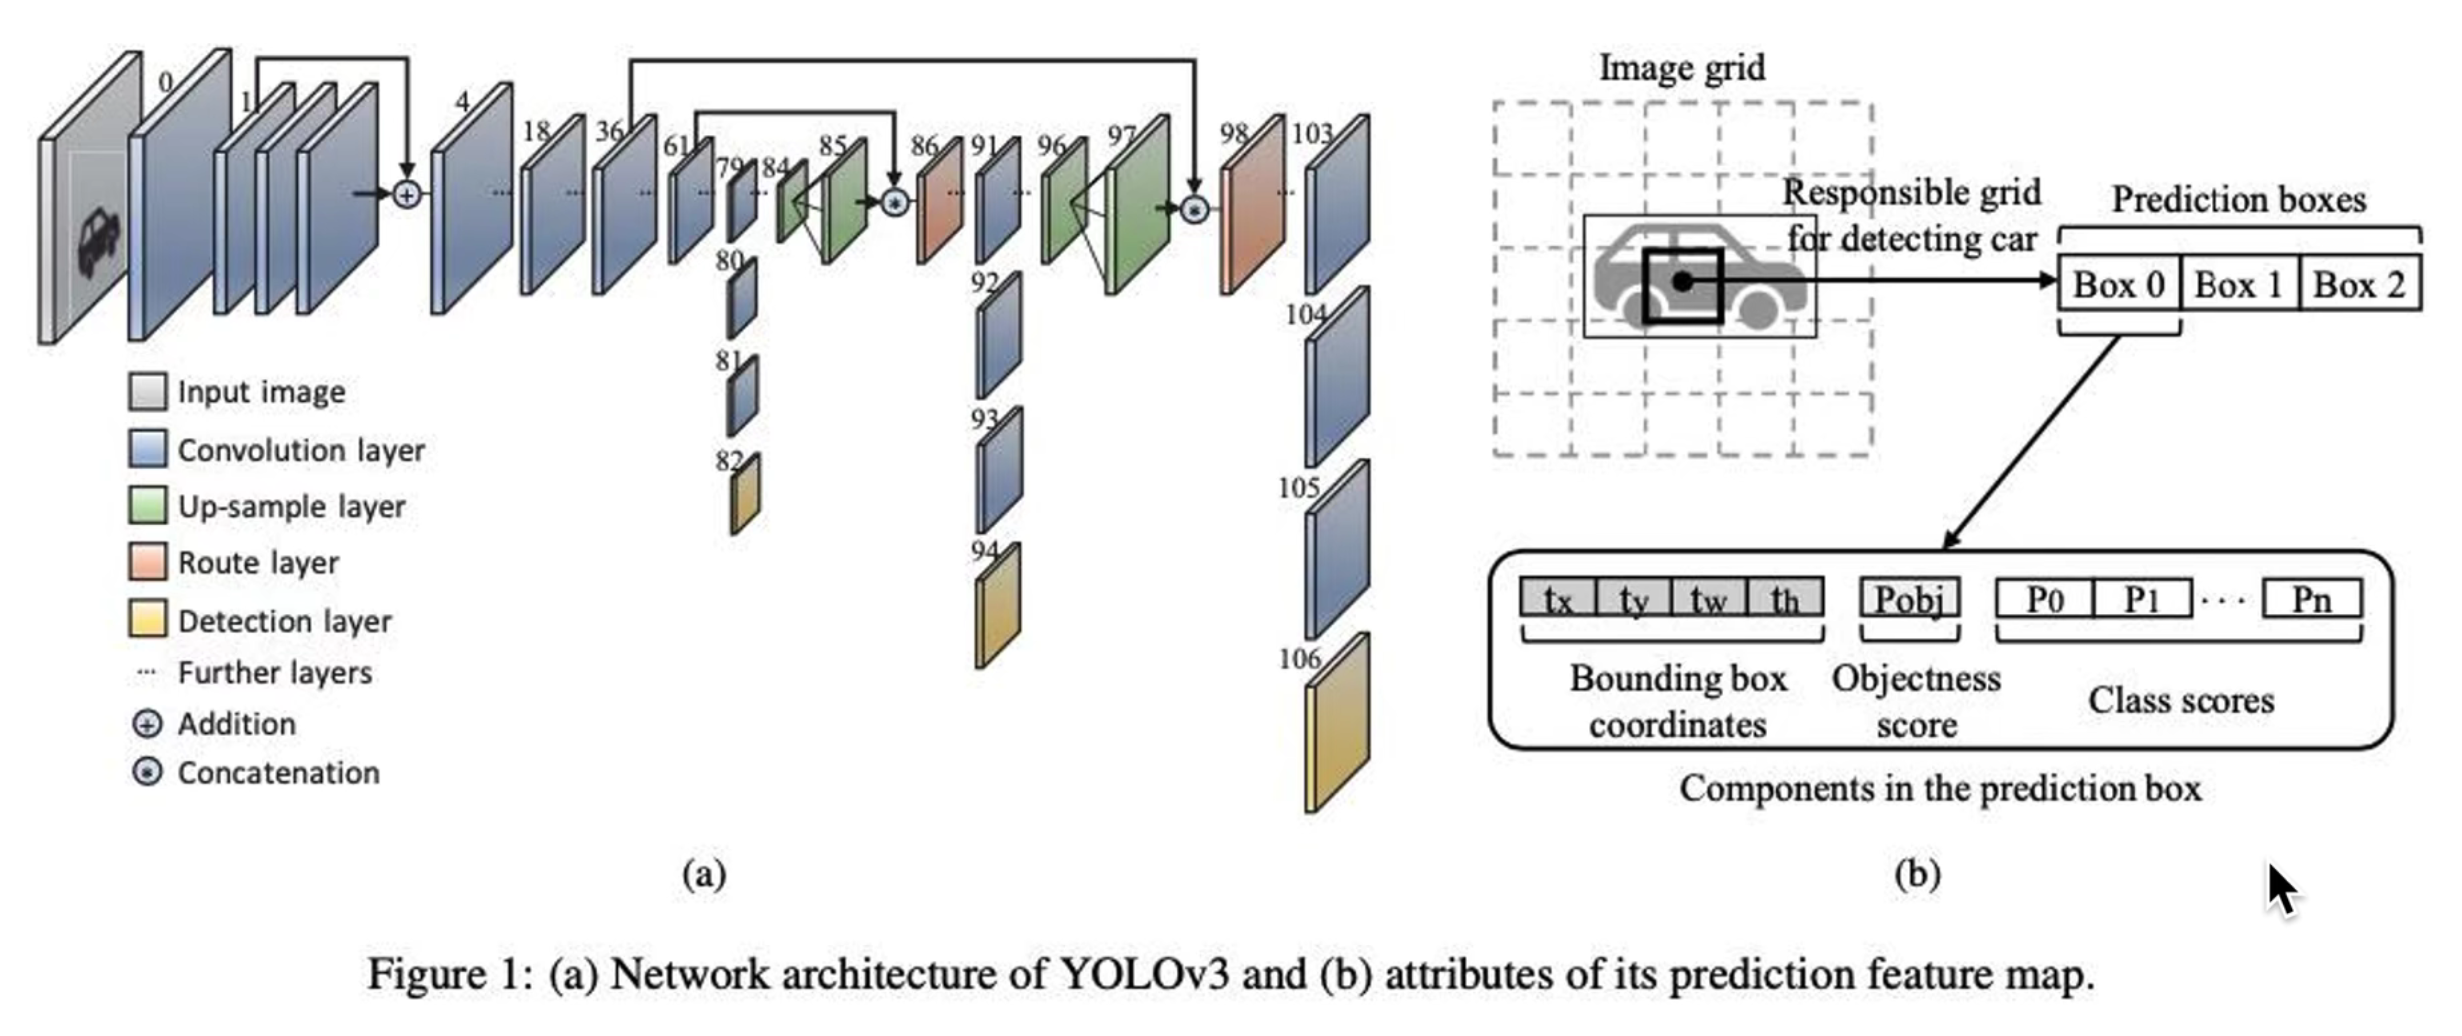 0
1
4
18
36
61
79
84
85
86
91
96
97
98
103
80
81
82
92
93
94
104
105
106
Input image
Convolution layer
Up-sample layer
Route layer
Detection layer
··· Further layers
+ Addition
* Concatenation
(a)
Image grid
Responsible grid
for detecting car
Prediction boxes
Box 0 Box 1 Box 2
tx ty tw th Pobj P0 P1 ··· Pn
Bounding box
coordinates
Objectness
score
Class scores
Components in the prediction box
(b)
Figure 1: (a) Network architecture of YOLOv3 and (b) attributes of its prediction feature map.